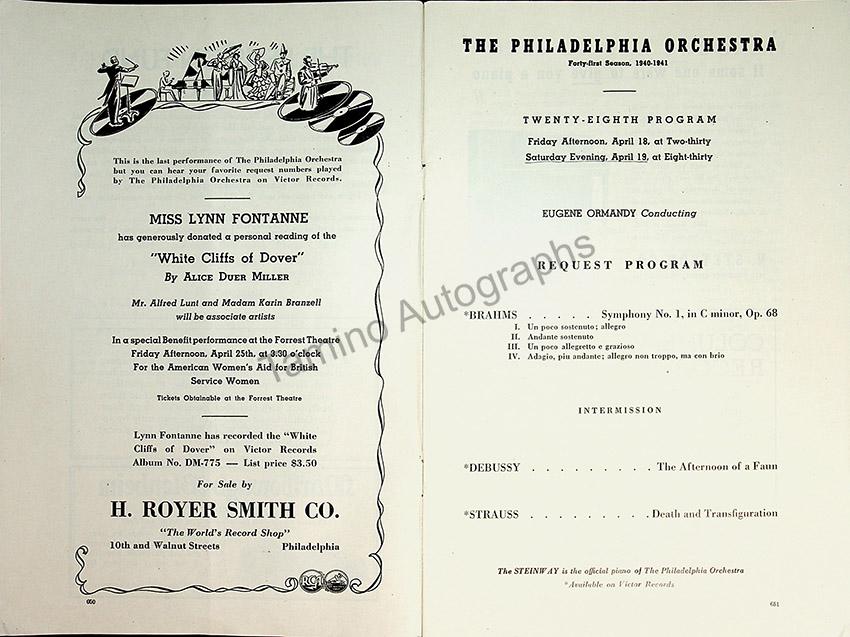 This is the last performance of The Philadelphia Orchestra
but you can hear your favorite request numbers played
by The Philadelphia Orchestra on Victor Records.
MISS LYNN FONTANNE
has generously donated a personal reading of the
"White Cliffs of Dover"
By ALICE DUER MILLER
Mr. Alfred Lunt and Madam Karin Branzell
will be associate artists
In a special Benefit performance at the Forrest Theatre
Friday Afternoon, April 25th, at 3:30 o'clock
For the American Women's Aid for British
Service Women
Tickets Obtainable at the Forrest Theatre
Lynn Fontanne has recorded the "White
Cliffs of Dover" on Victor Records
Album No. DM-775 — List price $3.50
For Sale by
H. ROYER SMITH CO.
"The World's Record Shop"
10th and Walnut Streets Philadelphia
RCA
650
THE PHILADELPHIA ORCHESTRA
Forty-first Season, 1940-1941
TWENTY-EIGHTH PROGRAM
Friday Afternoon, April 18, at Two-thirty
Saturday Evening, April 19, at Eight-thirty
EUGENE ORMANDY Conducting
REQUEST PROGRAM
*BRAHMS . . . . . Symphony No. 1, in C minor, Op. 68
I. Un poco sostenuto; allegro
II. Andante sostenuto
III. Un poco allegretto e grazioso
IV. Adagio, piu andante; allegro non troppo, ma con brio
INTERMISSION
*DEBUSSY . . . . . . . . . The Afternoon of a Faun
*STRAUSS . . . . . . . . . Death and Transfiguration
The STEINWAY is the official piano of The Philadelphia Orchestra
*Available on Victor Records
651
Tamino Autographs